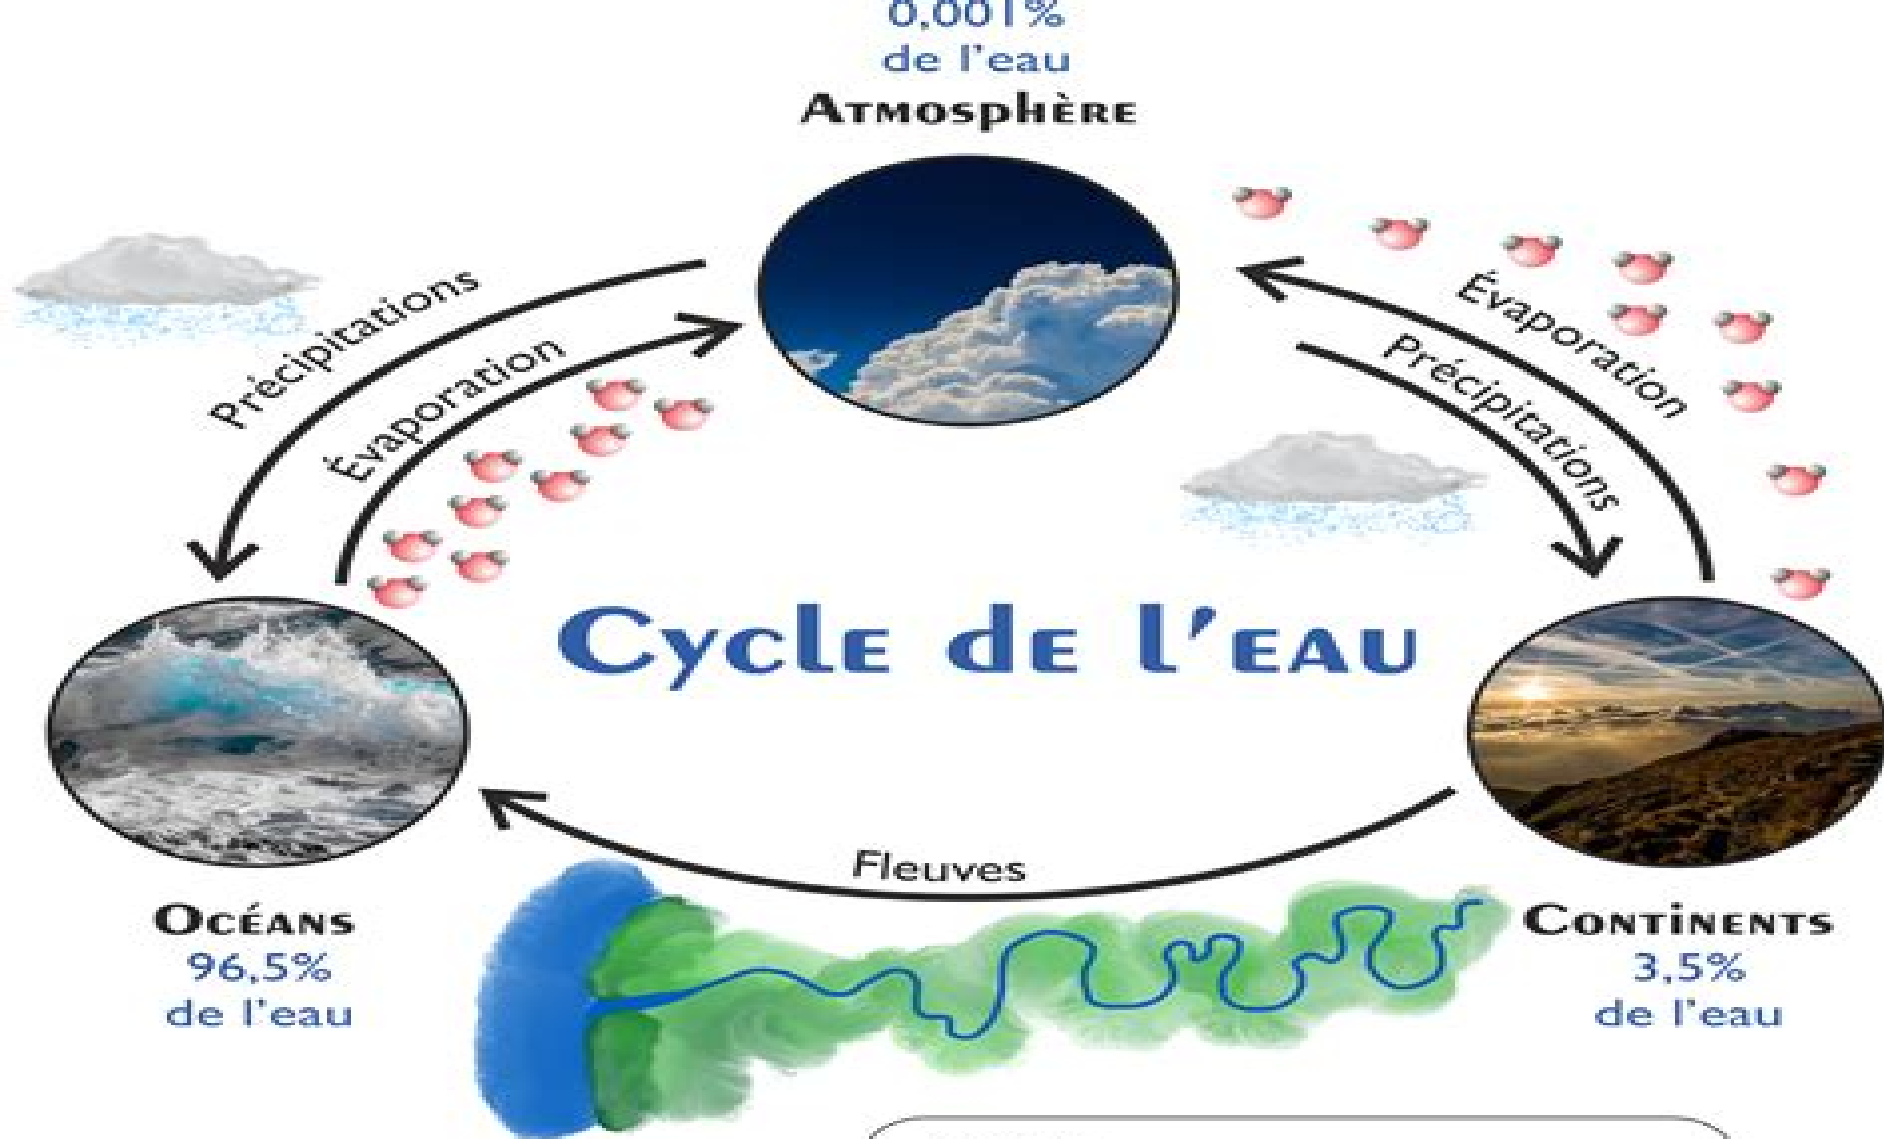 0,001%
de l'eau
Atmosphère
Précipitations
Évaporation
Évaporation
Précipitations
Cycle de l'eau
Fleuves
Océans
96,5%
de l'eau
Continents
3,5%
de l'eau